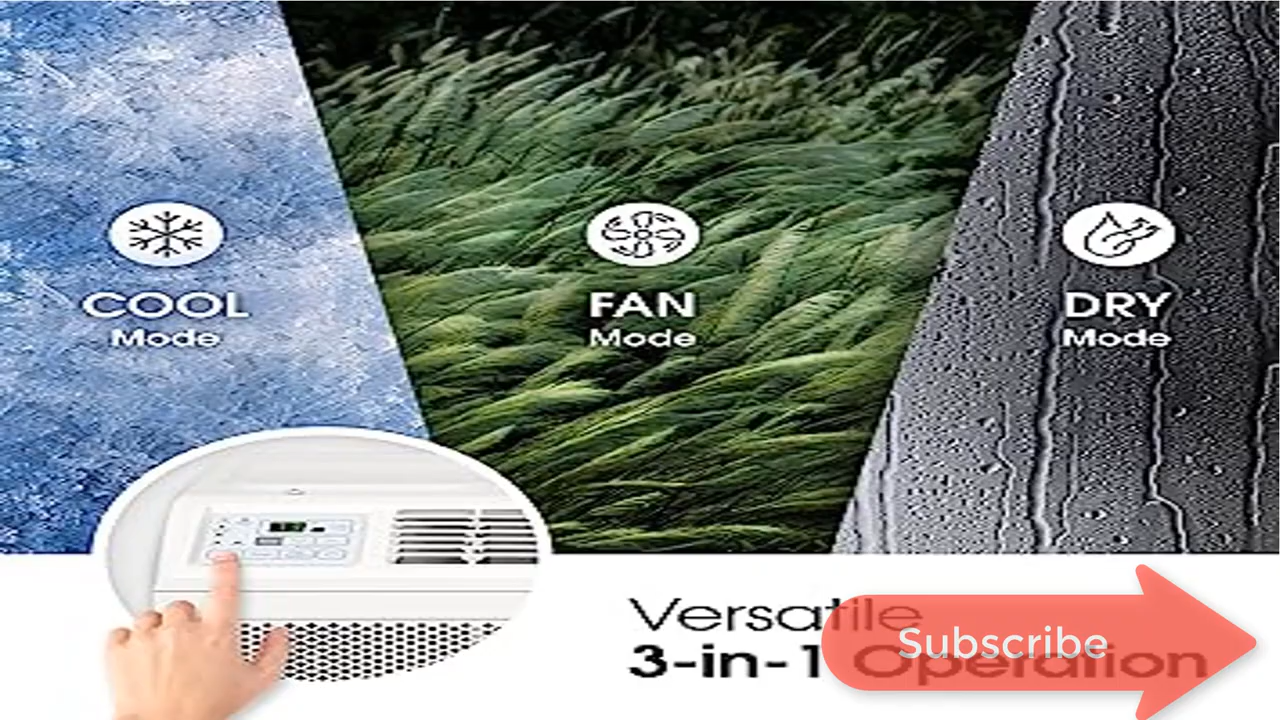 COOL
Mode
FAN
Mode
DRY
Mode
Versatile
3-in-1 Operation
Subscribe